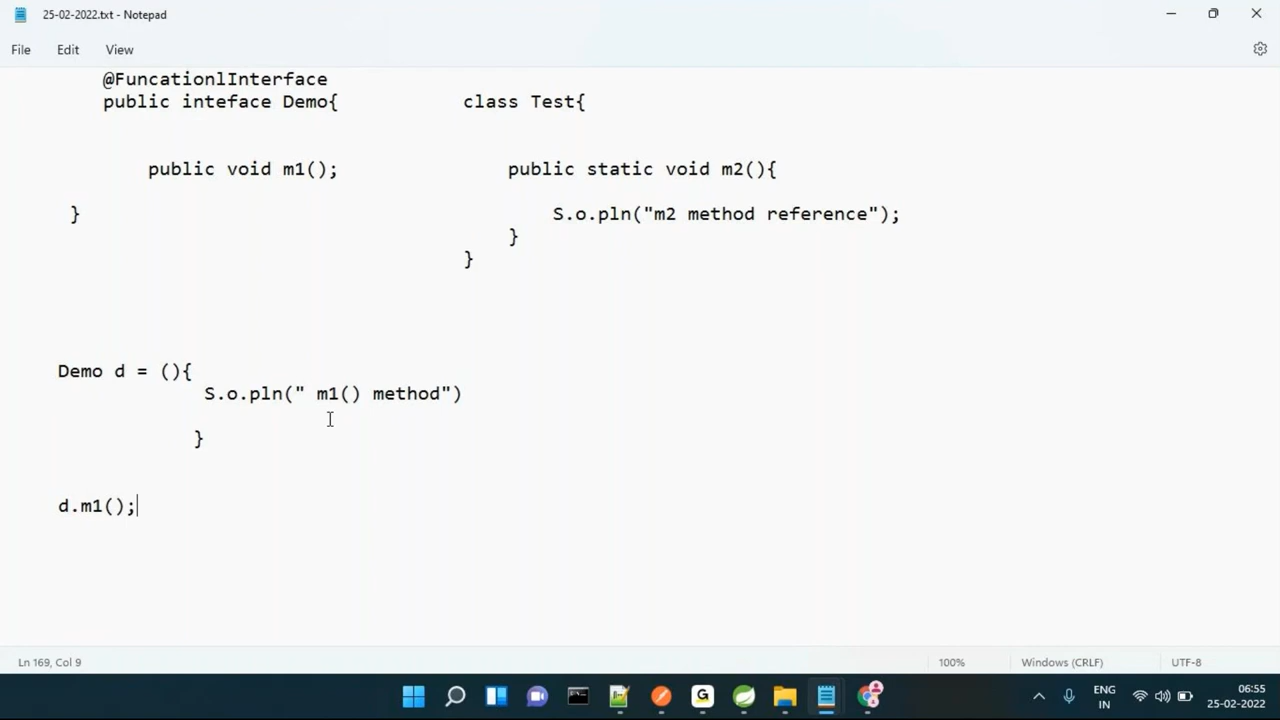 25-02-2022.txt - Notepad
File Edit View
@FuncationlInterface
public inteface Demo{ class Test{
public void m1(); public static void m2(){
} S.o.pln("m2 method reference");
}
}
Demo d = (){
S.o.pln(" m1() method")
}
d.m1();
Ln 169, Col 9 100% Windows (CRLF) UTF-8
ENG 06:55
IN 25-02-2022